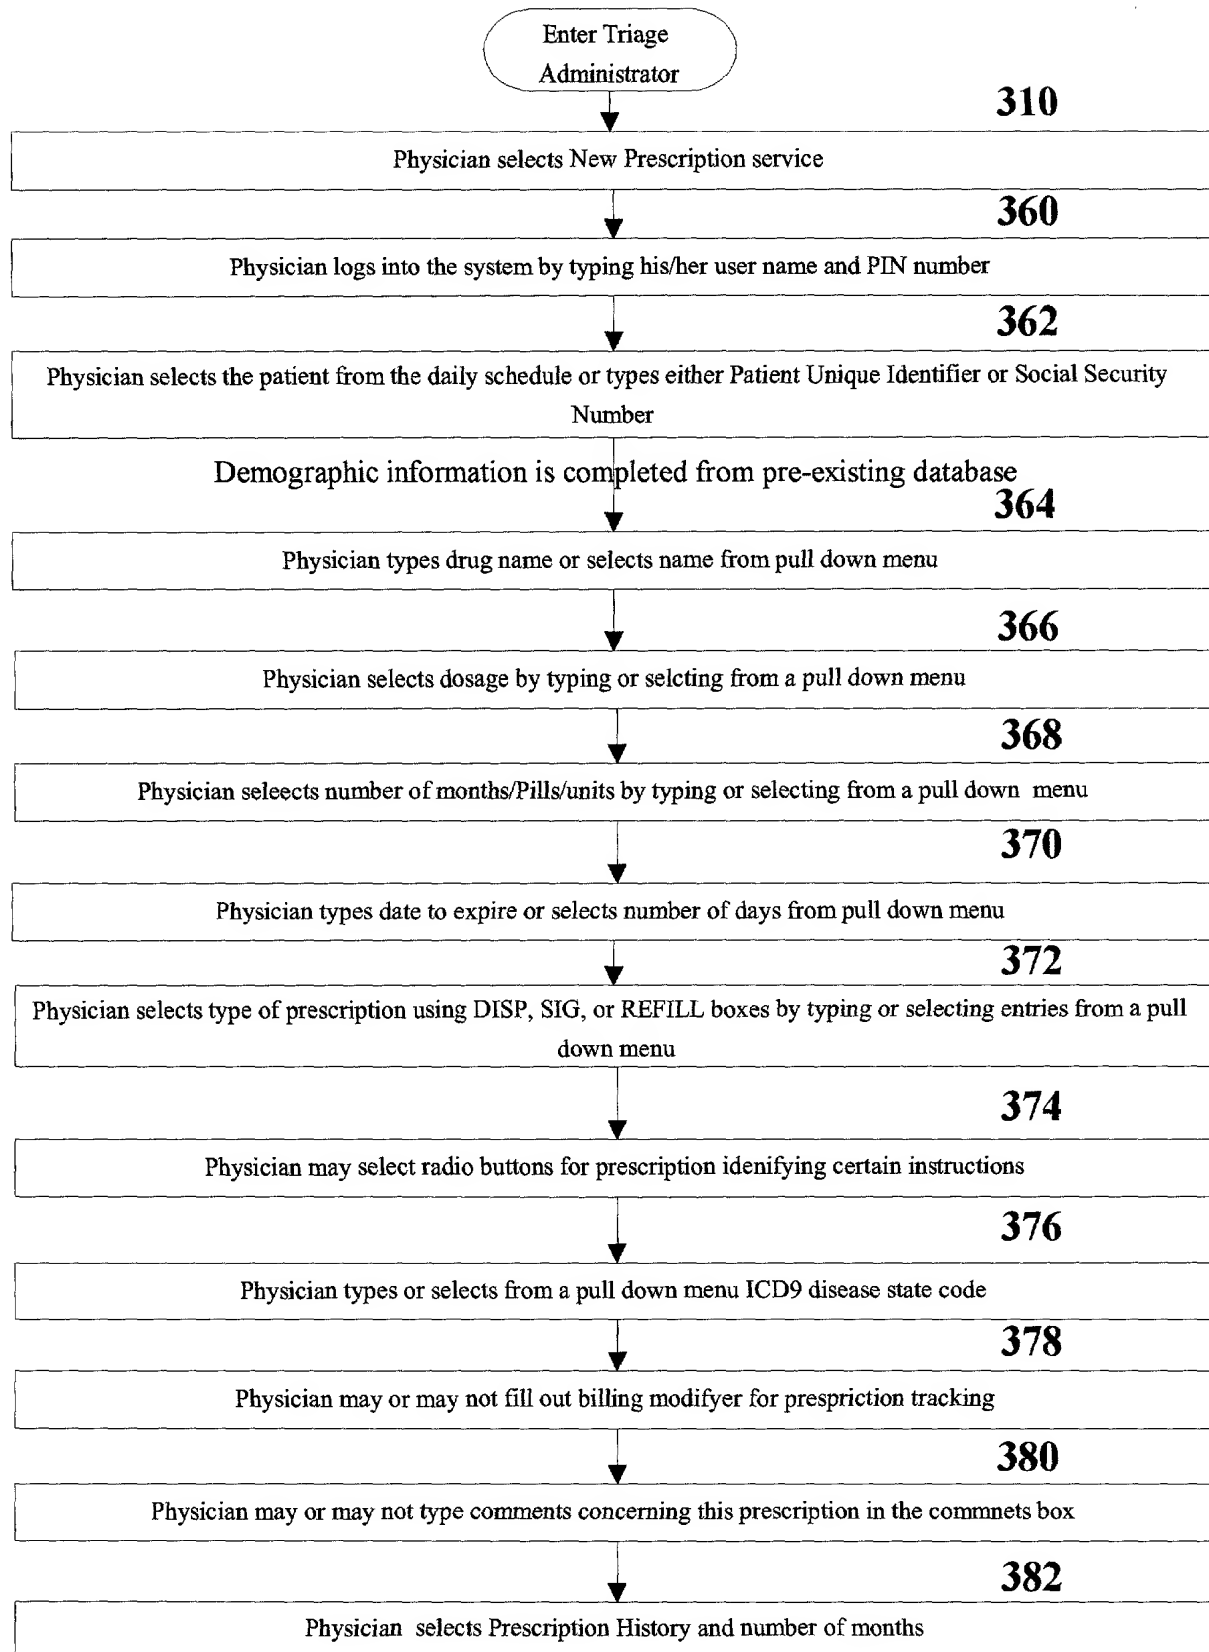 Enter Triage
Administrator
310
Physician selects New Prescription service
360
Physician logs into the system by typing his/her user name and PIN number
362
Physician selects the patient from the daily schedule or types either Patient Unique Identifier or Social Security
Number
Demographic information is completed from pre-existing database
364
Physician types drug name or selects name from pull down menu
366
Physician selects dosage by typing or selcting from a pull down menu
368
Physician seleects number of months/Pills/units by typing or selecting from a pull down menu
370
Physician types date to expire or selects number of days from pull down menu
372
Physician selects type of prescription using DISP, SIG, or REFILL boxes by typing or selecting entries from a pull
down menu
374
Physician may select radio buttons for prescription idenifying certain instructions
376
Physician types or selects from a pull down menu ICD9 disease state code
378
Physician may or may not fill out billing modifyer for prespriction tracking
380
Physician may or may not type comments concerning this prescription in the commnets box
382
Physician selects Prescription History and number of months